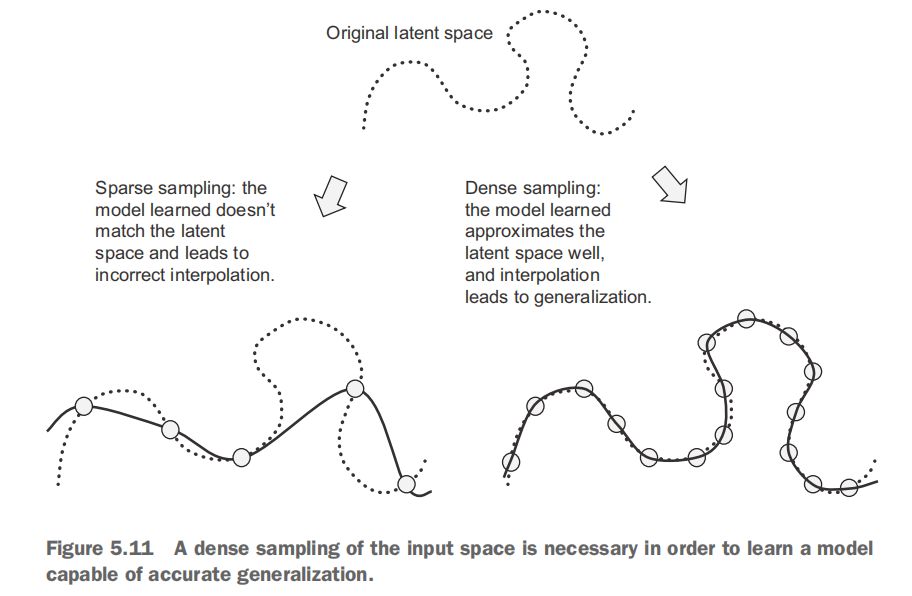 Original latent space
Sparse sampling: the
model learned doesn’t
match the latent
space and leads to
incorrect interpolation.
Dense sampling:
the model learned
approximates the
latent space well,
and interpolation
leads to generalization.
Figure 5.11 A dense sampling of the input space is necessary in order to learn a model
capable of accurate generalization.